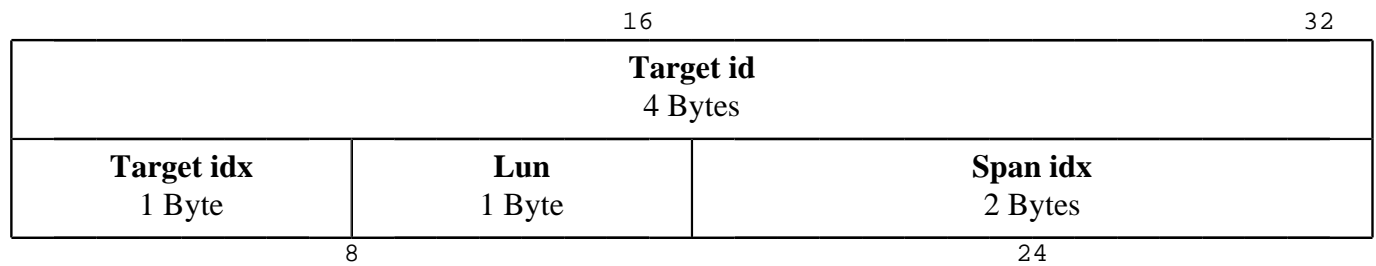 16 32
Target id
4 Bytes
Target idx Lun Span idx
1 Byte 1 Byte 2 Bytes
8 24